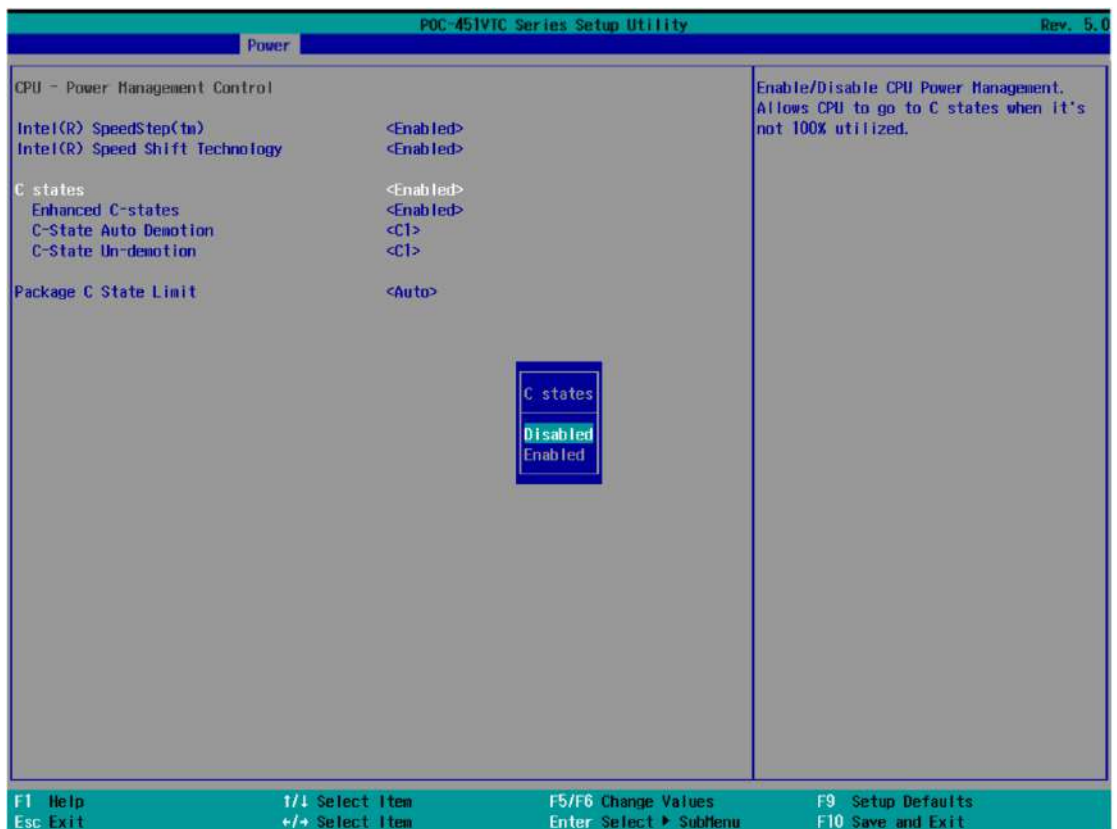 POC-451VTC Series Setup Utility Rev. 5.0
Power
CPU - Power Management Control
Intel(R) SpeedStep(tm) <Enabled>
Intel(R) Speed Shift Technology <Enabled>
C states <Enabled>
Enhanced C-states <Enabled>
C-State Auto Demotion <C1>
C-State Un-demotion <C1>
Package C State Limit <Auto>
Enable/Disable CPU Power Management.
Allows CPU to go to C states when it's
not 100% utilized.
C states
Disabled
Enabled
F1 Help ↑/↓ Select Item F5/F6 Change Values F9 Setup Defaults
Esc Exit ←/→ Select Item Enter Select ▶ SubMenu F10 Save and Exit